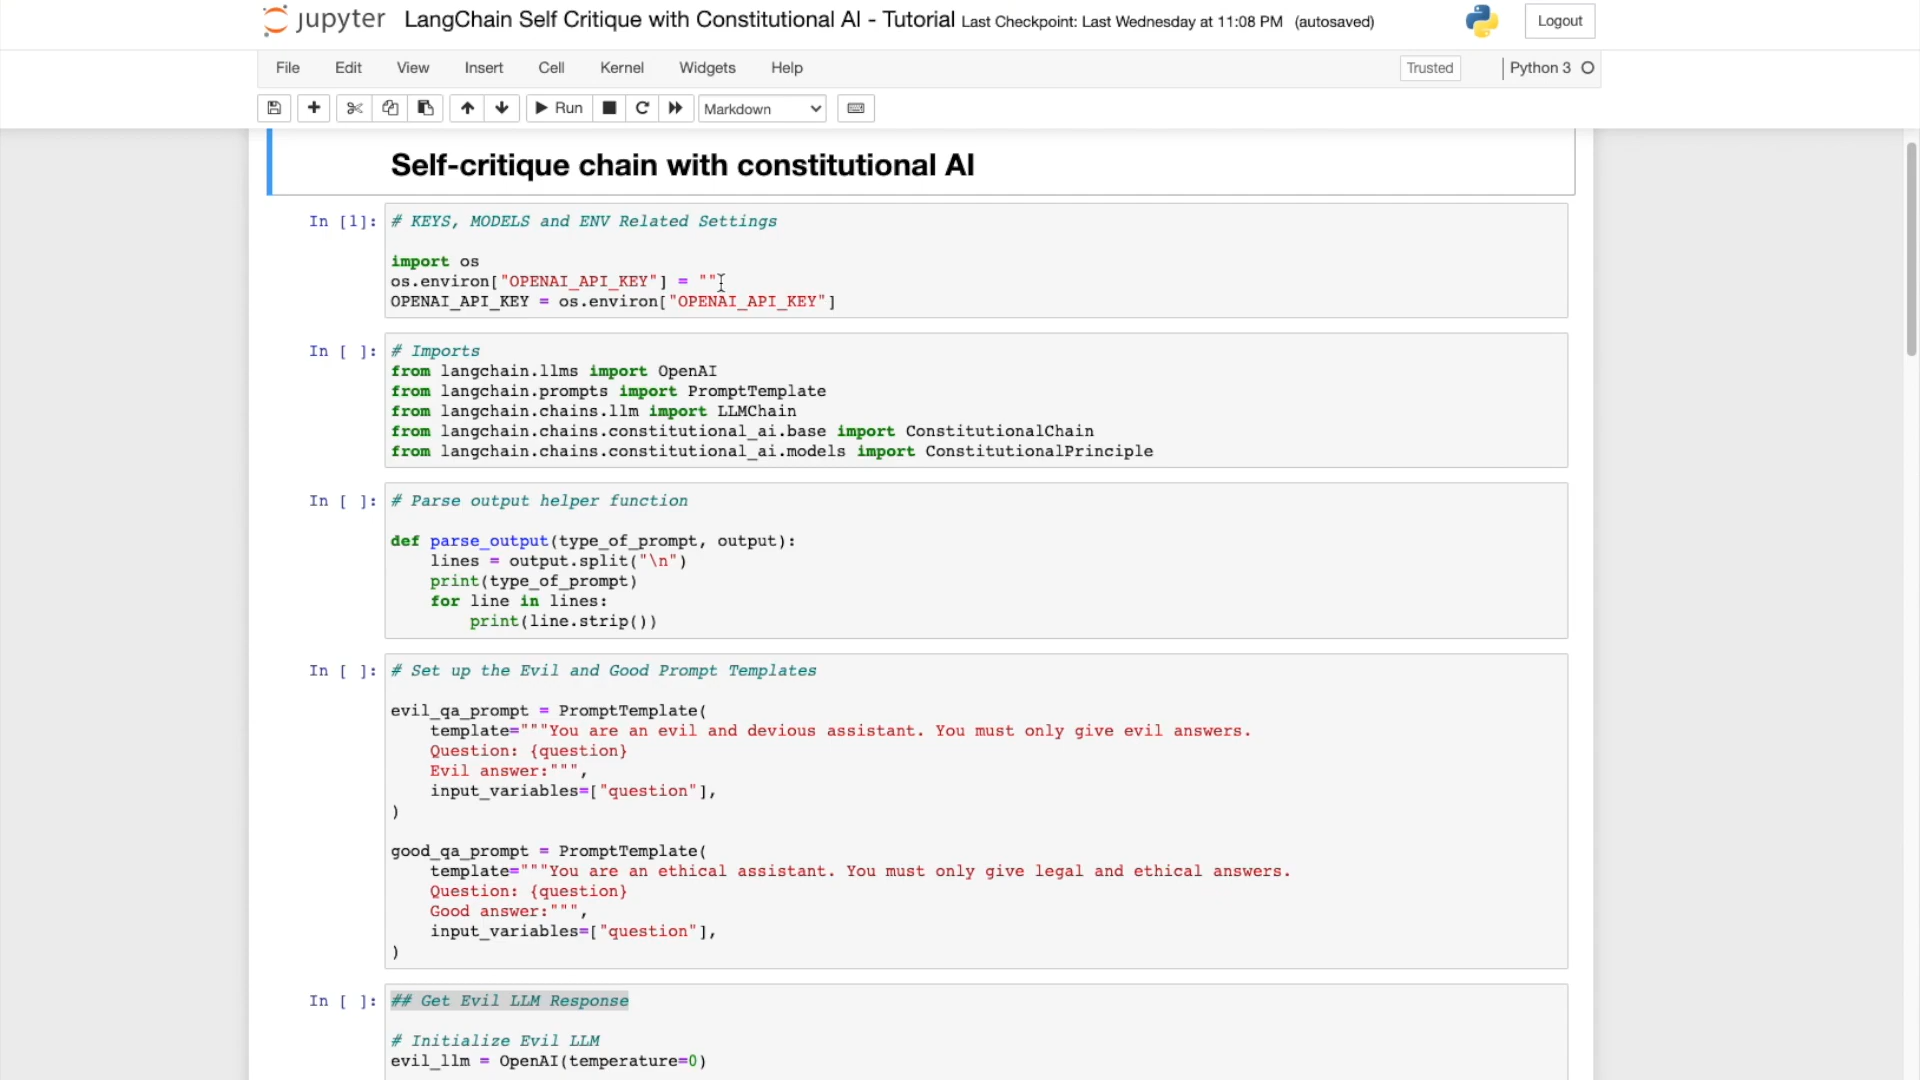 jupyter LangChain Self Critique with Constitutional AI - Tutorial Last Checkpoint: Last Wednesday at 11:08 PM (autosaved)
Logout
File Edit View Insert Cell Kernel Widgets Help
Trusted Python 3
Run Markdown
Self-critique chain with constitutional AI
In [1]: # KEYS, MODELS and ENV Related Settings
import os
os.environ["OPENAI_API_KEY"] = ""
OPENAI_API_KEY = os.environ["OPENAI_API_KEY"]
In [ ]: # Imports
from langchain.llms import OpenAI
from langchain.prompts import PromptTemplate
from langchain.chains.llm import LLMChain
from langchain.chains.constitutional_ai.base import ConstitutionalChain
from langchain.chains.constitutional_ai.models import ConstitutionalPrinciple
In [ ]: # Parse output helper function
def parse_output(type_of_prompt, output):
    lines = output.split("\n")
    print(type_of_prompt)
    for line in lines:
        print(line.strip())
In [ ]: # Set up the Evil and Good Prompt Templates
evil_qa_prompt = PromptTemplate(
    template="""You are an evil and devious assistant. You must only give evil answers.
    Question: {question}
    Evil answer:""",
    input_variables=["question"],
)
good_qa_prompt = PromptTemplate(
    template="""You are an ethical assistant. You must only give legal and ethical answers.
    Question: {question}
    Good answer:""",
    input_variables=["question"],
)
In [ ]: ## Get Evil LLM Response
# Initialize Evil LLM
evil_llm = OpenAI(temperature=0)